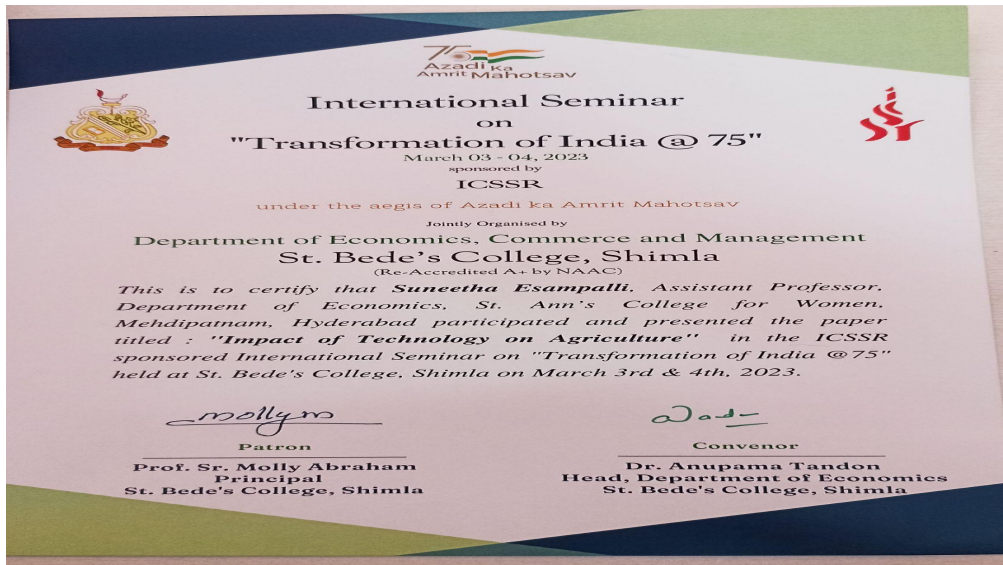 75
Azadi Ka
Amrit Mahotsav
International Seminar
on
"Transformation of India @ 75"
March 03 - 04, 2023
sponsored by
ICSSR
under the aegis of Azadi ka Amrit Mahotsav
Jointly Organised by
Department of Economics, Commerce and Management
St. Bede's College, Shimla
(Re-Accredited A+ by NAAC)
This is to certify that Suneetha Esampalli, Assistant Professor,
Department of Economics, St. Ann's College for Women,
Mehdipatnam, Hyderabad participated and presented the paper
titled : "Impact of Technology on Agriculture" in the ICSSR
sponsored International Seminar on "Transformation of India @75"
held at St. Bede's College, Shimla on March 3rd & 4th, 2023.
Mollym
Patron
Prof. Sr. Molly Abraham
Principal
St. Bede's College, Shimla
Convenor
Dr. Anupama Tandon
Head, Department of Economics
St. Bede's College, Shimla